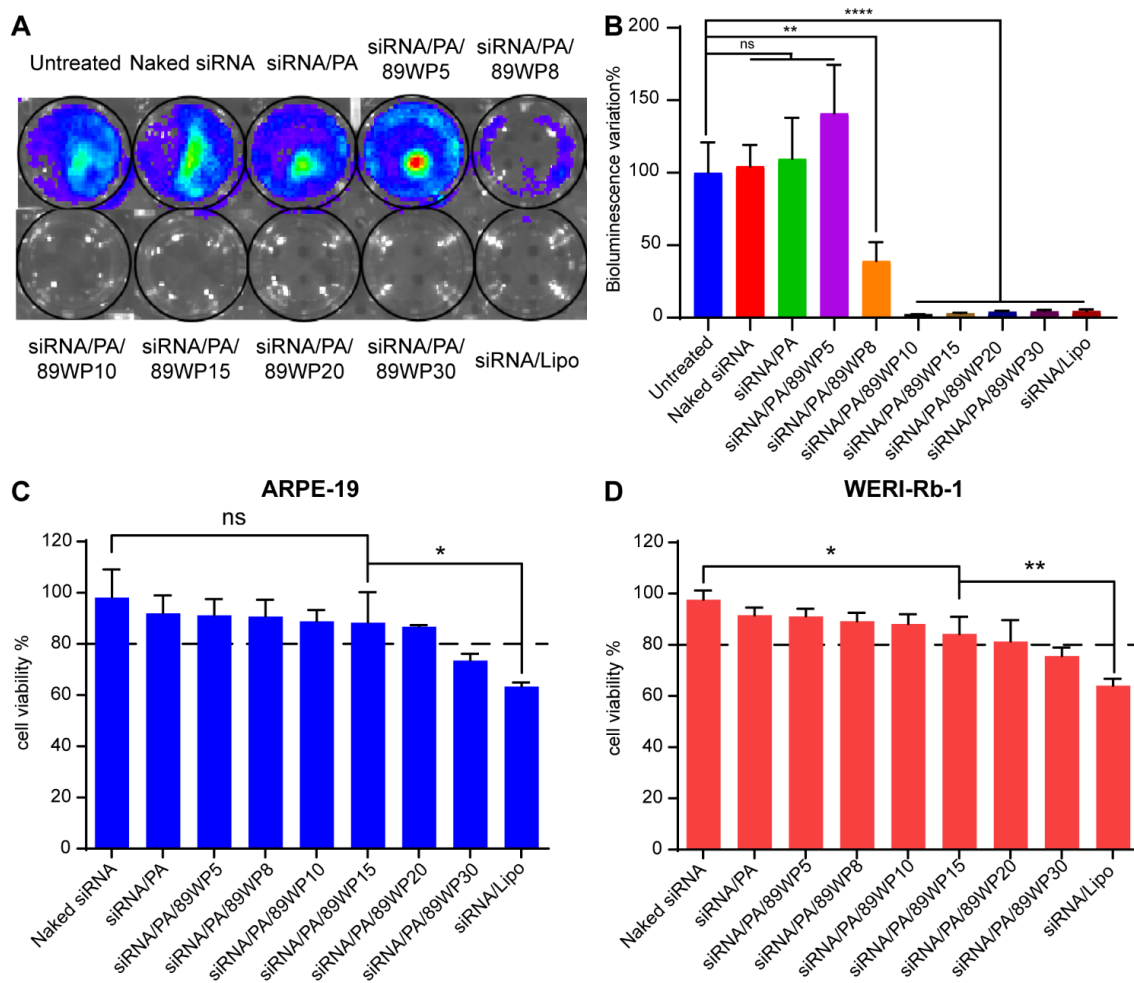 A
Untreated
Naked siRNA
siRNA/PA
siRNA/PA/
89WP5
siRNA/PA/
89WP8
siRNA/PA/
89WP10
siRNA/PA/
89WP15
siRNA/PA/
89WP20
siRNA/PA/
89WP30
siRNA/Lipo
B
Bioluminescence variation%
200
150
100
50
0
****
**
ns
Untreated
Naked siRNA
siRNA/PA
siRNA/PA/89WP5
siRNA/PA/89WP8
siRNA/PA/89WP10
siRNA/PA/89WP15
siRNA/PA/89WP20
siRNA/PA/89WP30
siRNA/Lipo
C
ARPE-19
cell viability %
120
100
80
60
40
20
0
ns
*
Naked siRNA
siRNA/PA
siRNA/PA/89WP5
siRNA/PA/89WP8
siRNA/PA/89WP10
siRNA/PA/89WP15
siRNA/PA/89WP20
siRNA/PA/89WP30
siRNA/Lipo
D
WERI-Rb-1
cell viability %
120
100
80
60
40
20
0
*
**
Naked siRNA
siRNA/PA
siRNA/PA/89WP5
siRNA/PA/89WP8
siRNA/PA/89WP10
siRNA/PA/89WP15
siRNA/PA/89WP20
siRNA/PA/89WP30
siRNA/Lipo